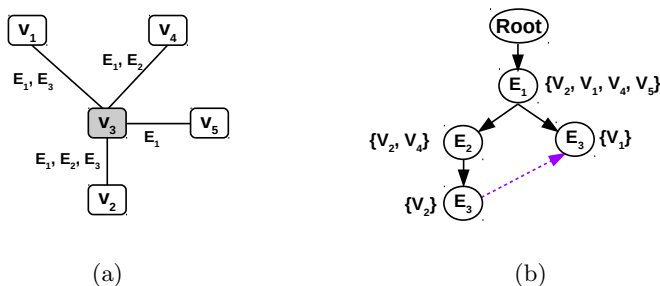 v1
v4
E1, E3
E1, E2
v3
E1
v5
E1, E2, E3
v2
(a)
Root
E1
{V2, V1, V4, V5}
{V2, V4}
E2
E3
{V1}
{V2}
E3
(b)